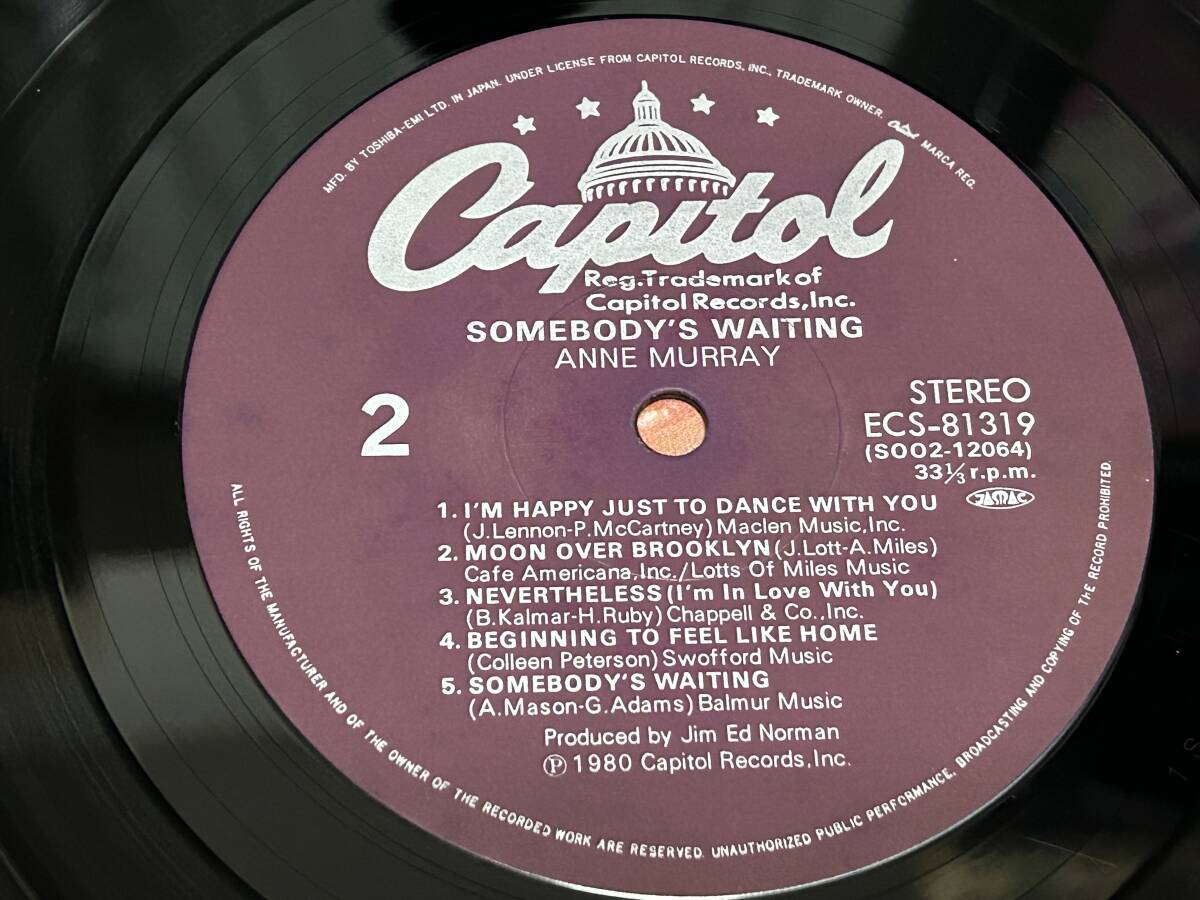 MFD. BY TOSHIBA-EMI LTD. IN JAPAN. UNDER LICENSE FROM CAPITOL RECORDS, INC., TRADEMARK OWNER. Capitol MARCA REG.
Capitol
Reg.Trademark of
Capitol Records,Inc.
SOMEBODY'S WAITING
ANNE MURRAY
2
STEREO
ECS-81319
(SOO2-12064)
33⅓ r.p.m.
JASRAC
1. I'M HAPPY JUST TO DANCE WITH YOU
(J.Lennon-P.McCartney) Maclen Music,Inc.
2. MOON OVER BROOKLYN (J.Lott-A.Miles)
Cafe Americana,Inc./Lotts Of Miles Music
3. NEVERTHELESS (I'm In Love With You)
(B.Kalmar-H.Ruby) Chappell & Co.,Inc.
4. BEGINNING TO FEEL LIKE HOME
(Colleen Peterson) Swofford Music
5. SOMEBODY'S WAITING
(A.Mason-G.Adams) Balmur Music
Produced by Jim Ed Norman
℗ 1980 Capitol Records,Inc.
ALL RIGHTS OF THE MANUFACTURER AND OF THE OWNER OF THE RECORDED WORK ARE RESERVED. UNAUTHORIZED PUBLIC PERFORMANCE, BROADCASTING AND COPYING OF THE RECORD PROHIBITED.